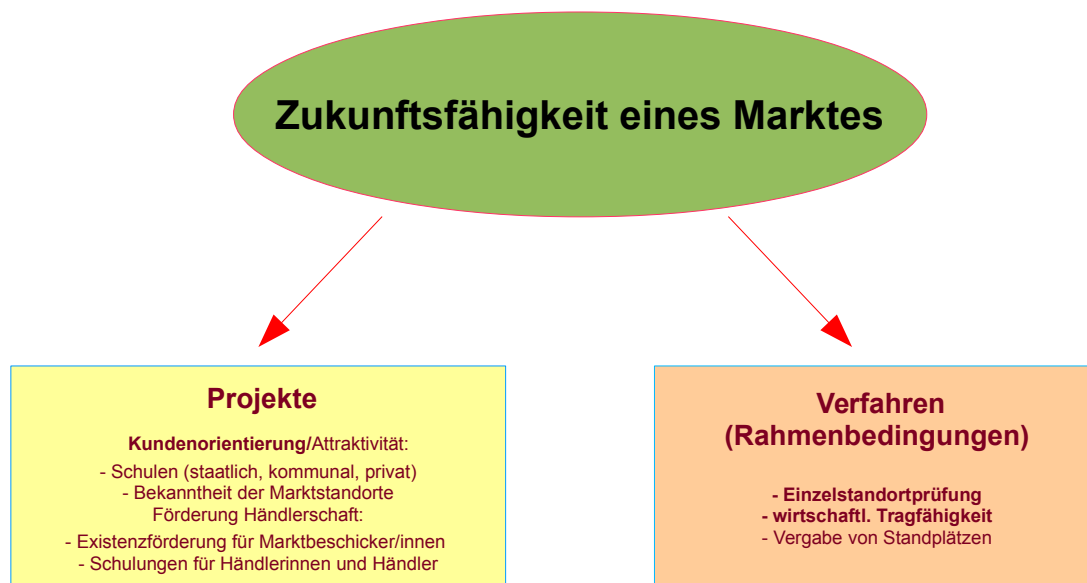 Zukunftsfähigkeit eines Marktes
Projekte
Kundenorientierung/Attraktivität:
- Schulen (staatlich, kommunal, privat)
- Bekanntheit der Marktstandorte
Förderung Händlerschaft:
- Existenzförderung für Marktbeschicker/innen
- Schulungen für Händlerinnen und Händler
Verfahren
(Rahmenbedingungen)
- Einzelstandortprüfung
- wirtschaftl. Tragfähigkeit
- Vergabe von Standplätzen